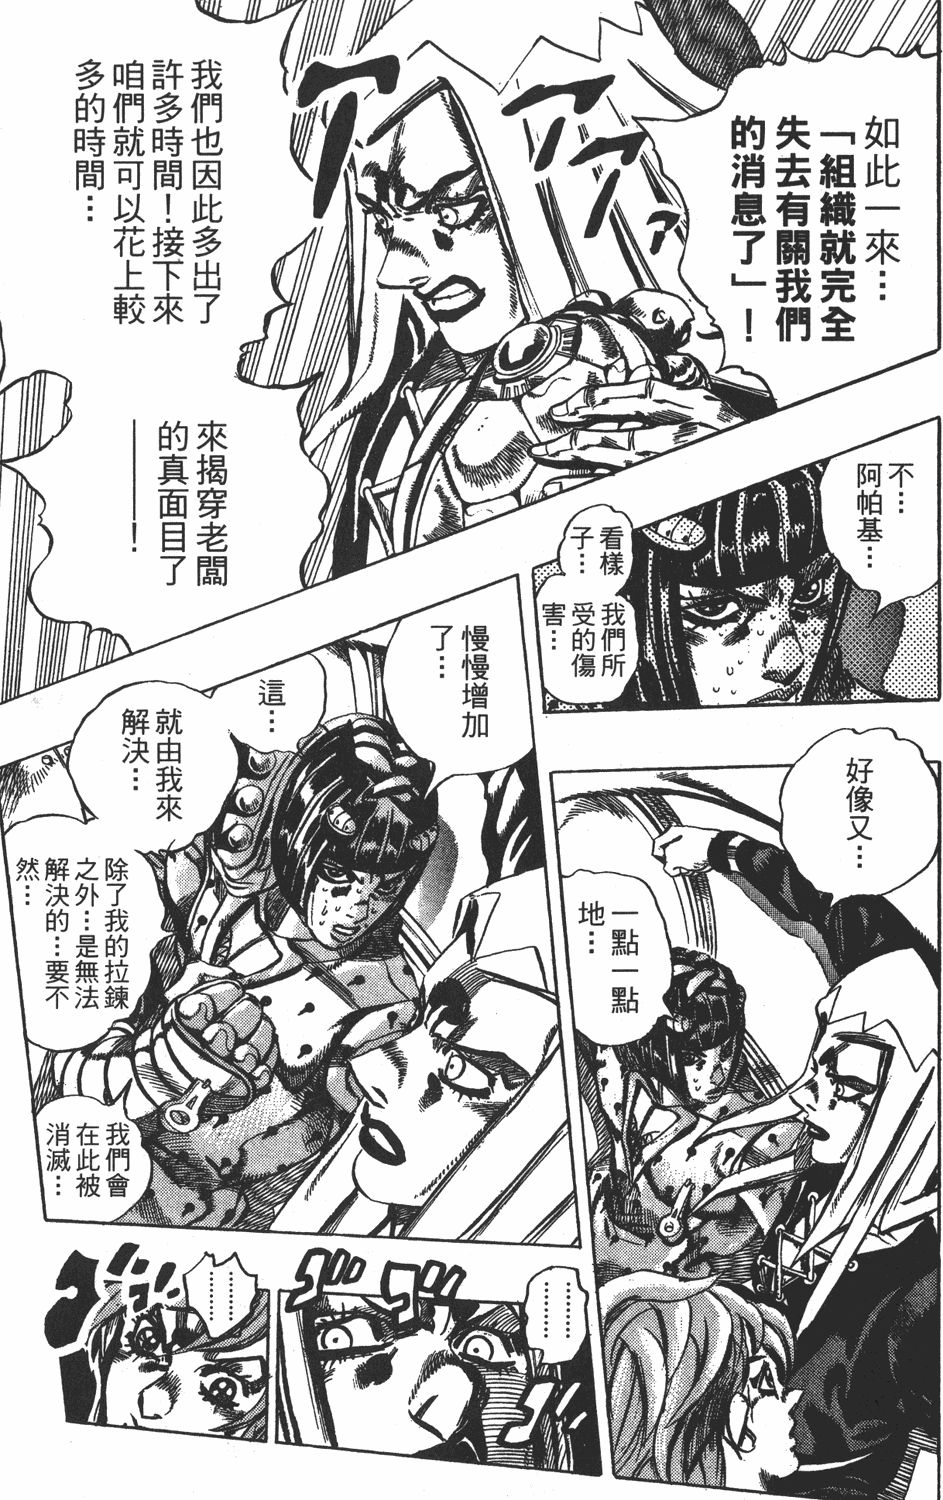 如此一來…
「組織就完全
失去有關我們
的消息了」！
我們也因此多出了
許多時間！接下來
咱們就可以花上較
多的時間…
來揭穿老闆
的真面目了
——！
不…
阿帕基…
看樣
子…
我們所
受的傷
害…
好像又…
一點一點
地…
慢慢增加
了…
這…
就由我來
解決…
除了我的拉鍊
之外…是無法
解決的…要不
然…
我們會
在此被
消滅…
………
………